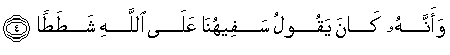 وَأَنَّهُۥ كَانَ يَقُولُ سَفِيهُنَا عَلَى ٱللَّهِ شَطَطًا ٤